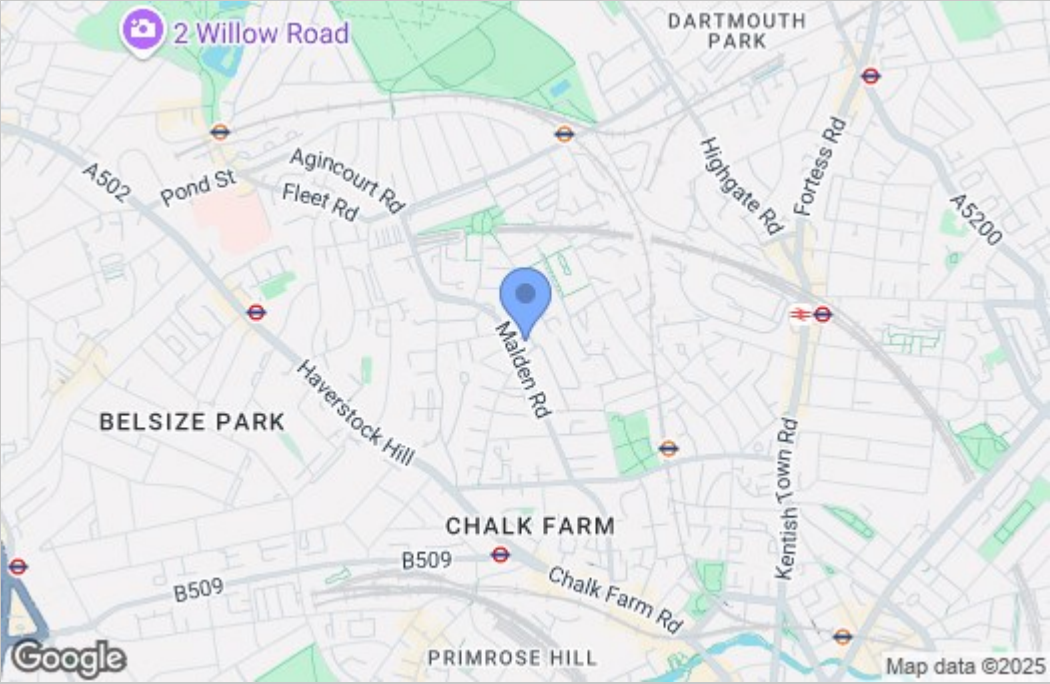 2 Willow Road
DARTMOUTH
PARK
A502
Pond St
Agincourt Rd
Fleet Rd
Highgate Rd
Fortess Rd
A5200
Malden Rd
Haverstock Hill
BELSIZE PARK
Kentish Town Rd
CHALK FARM
B509
B509
Chalk Farm Rd
PRIMROSE HILL
Google
Map data ©2025